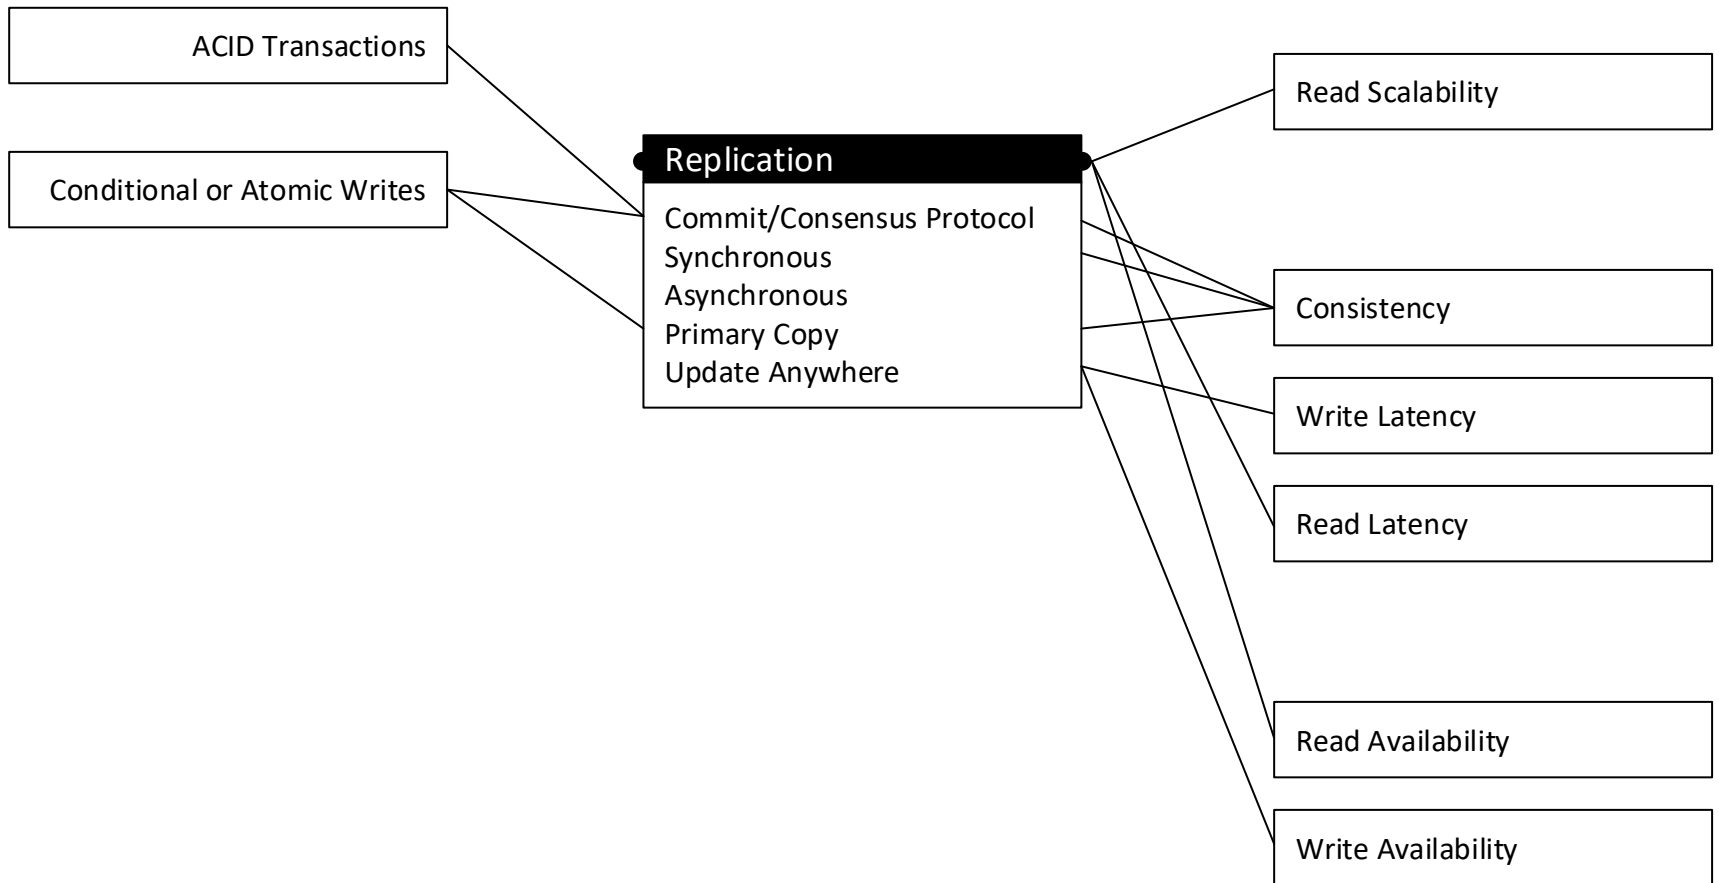 ACID Transactions
Conditional or Atomic Writes
Replication
Commit/Consensus Protocol
Synchronous
Asynchronous
Primary Copy
Update Anywhere
Read Scalability
Consistency
Write Latency
Read Latency
Read Availability
Write Availability